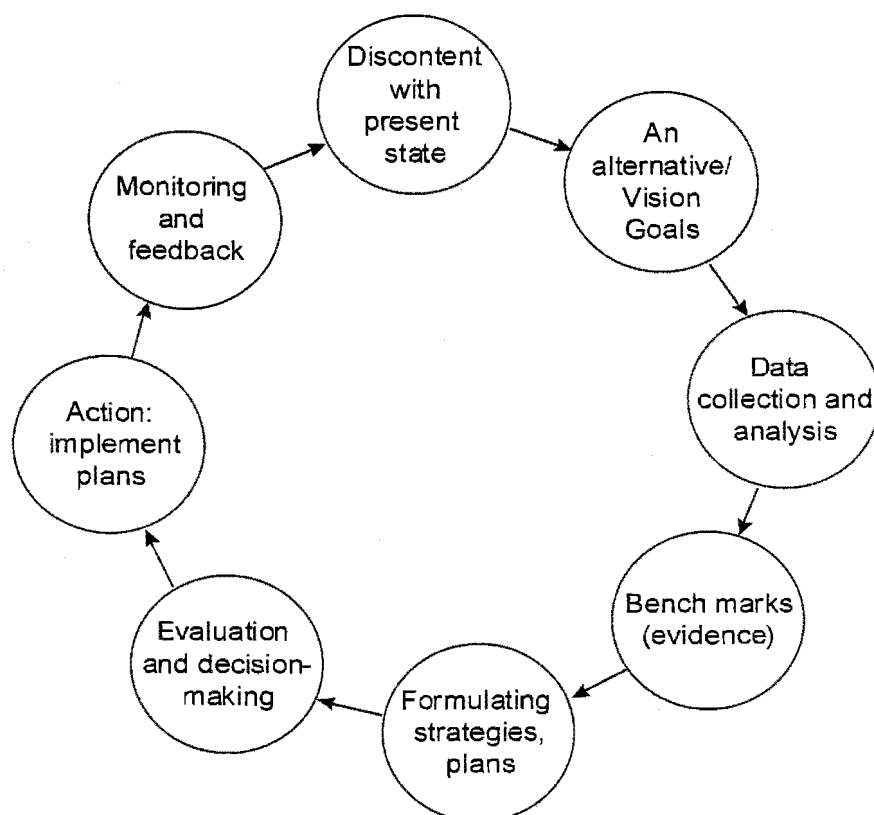 Discontent
with
present
state
An
alternative/
Vision
Goals
Data
collection and
analysis
Bench marks
(evidence)
Formulating
strategies,
plans
Evaluation
and decision-
making
Action:
implement
plans
Monitoring
and
feedback